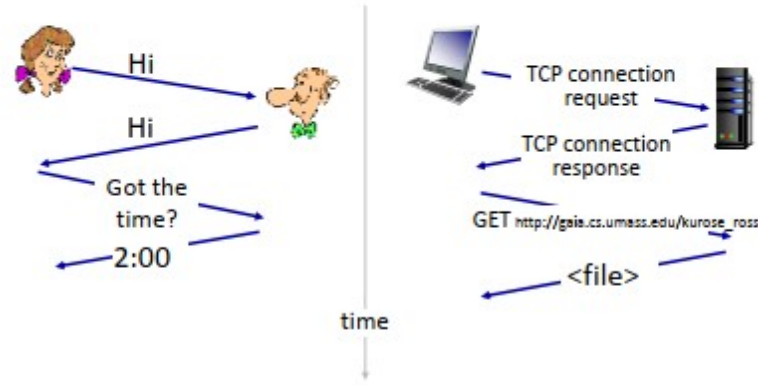 Hi
Hi
Got the
time?
2:00
TCP connection
request
TCP connection
response
GET http://gaia.cs.umass.edu/kurose_ross
<file>
time